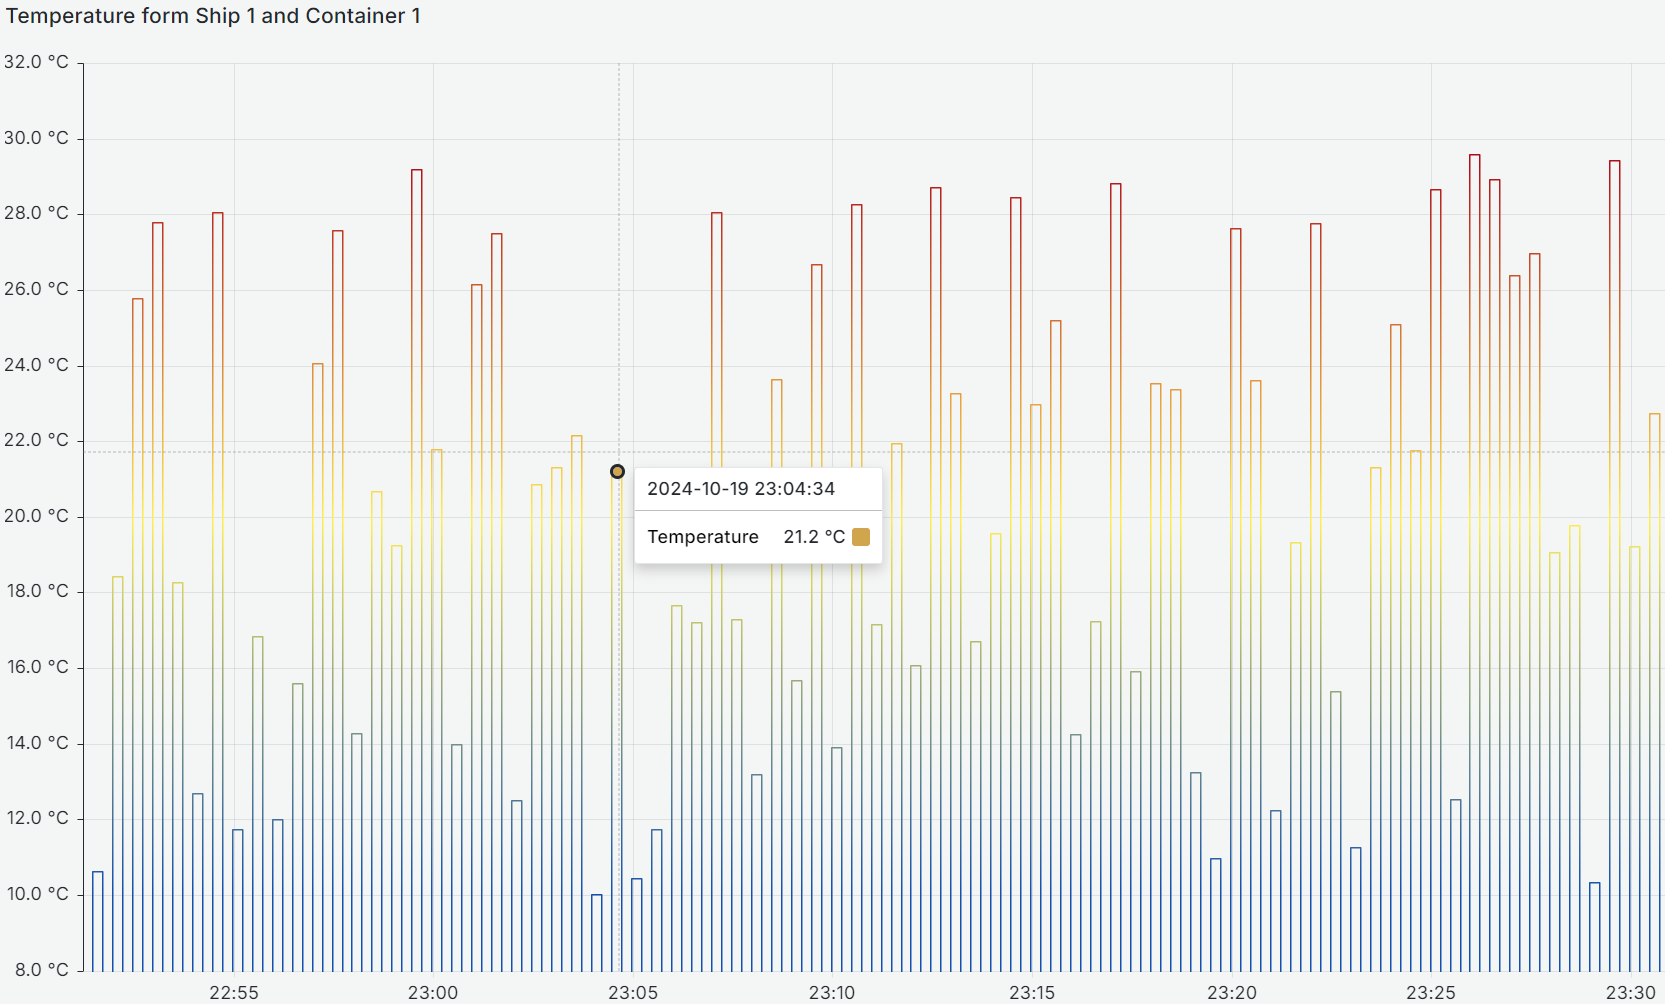 Temperature form Ship 1 and Container 1
32.0 °C
30.0 °C
28.0 °C
26.0 °C
24.0 °C
22.0 °C
20.0 °C
18.0 °C
16.0 °C
14.0 °C
12.0 °C
10.0 °C
8.0 °C
2024-10-19 23:04:34
Temperature 21.2 °C
22:55 23:00 23:05 23:10 23:15 23:20 23:25 23:30